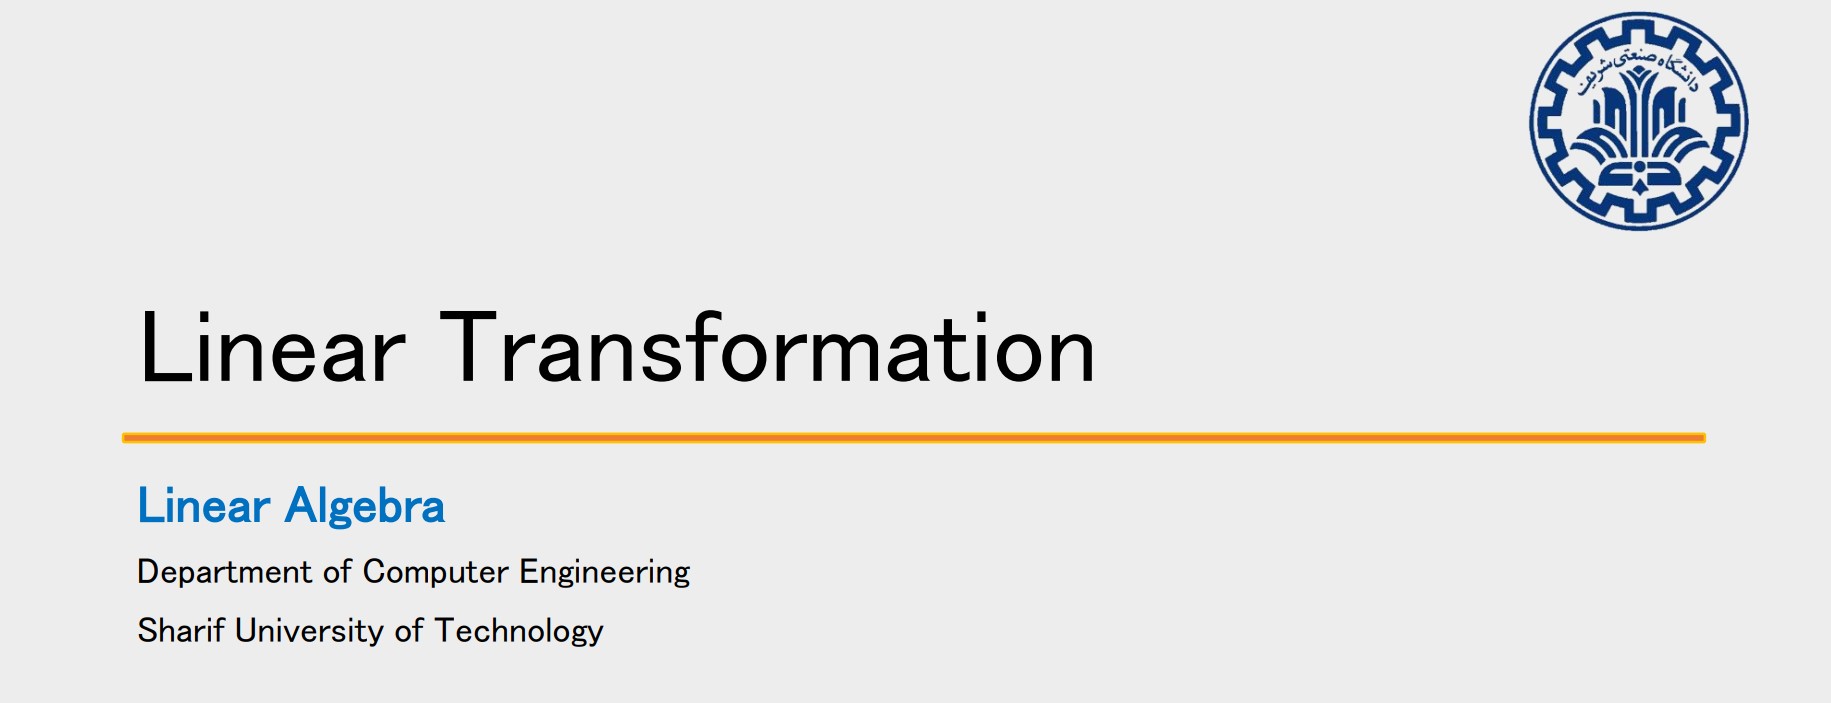 دانشگاه صنعتی شریف
Linear Transformation
Linear Algebra
Department of Computer Engineering
Sharif University of Technology